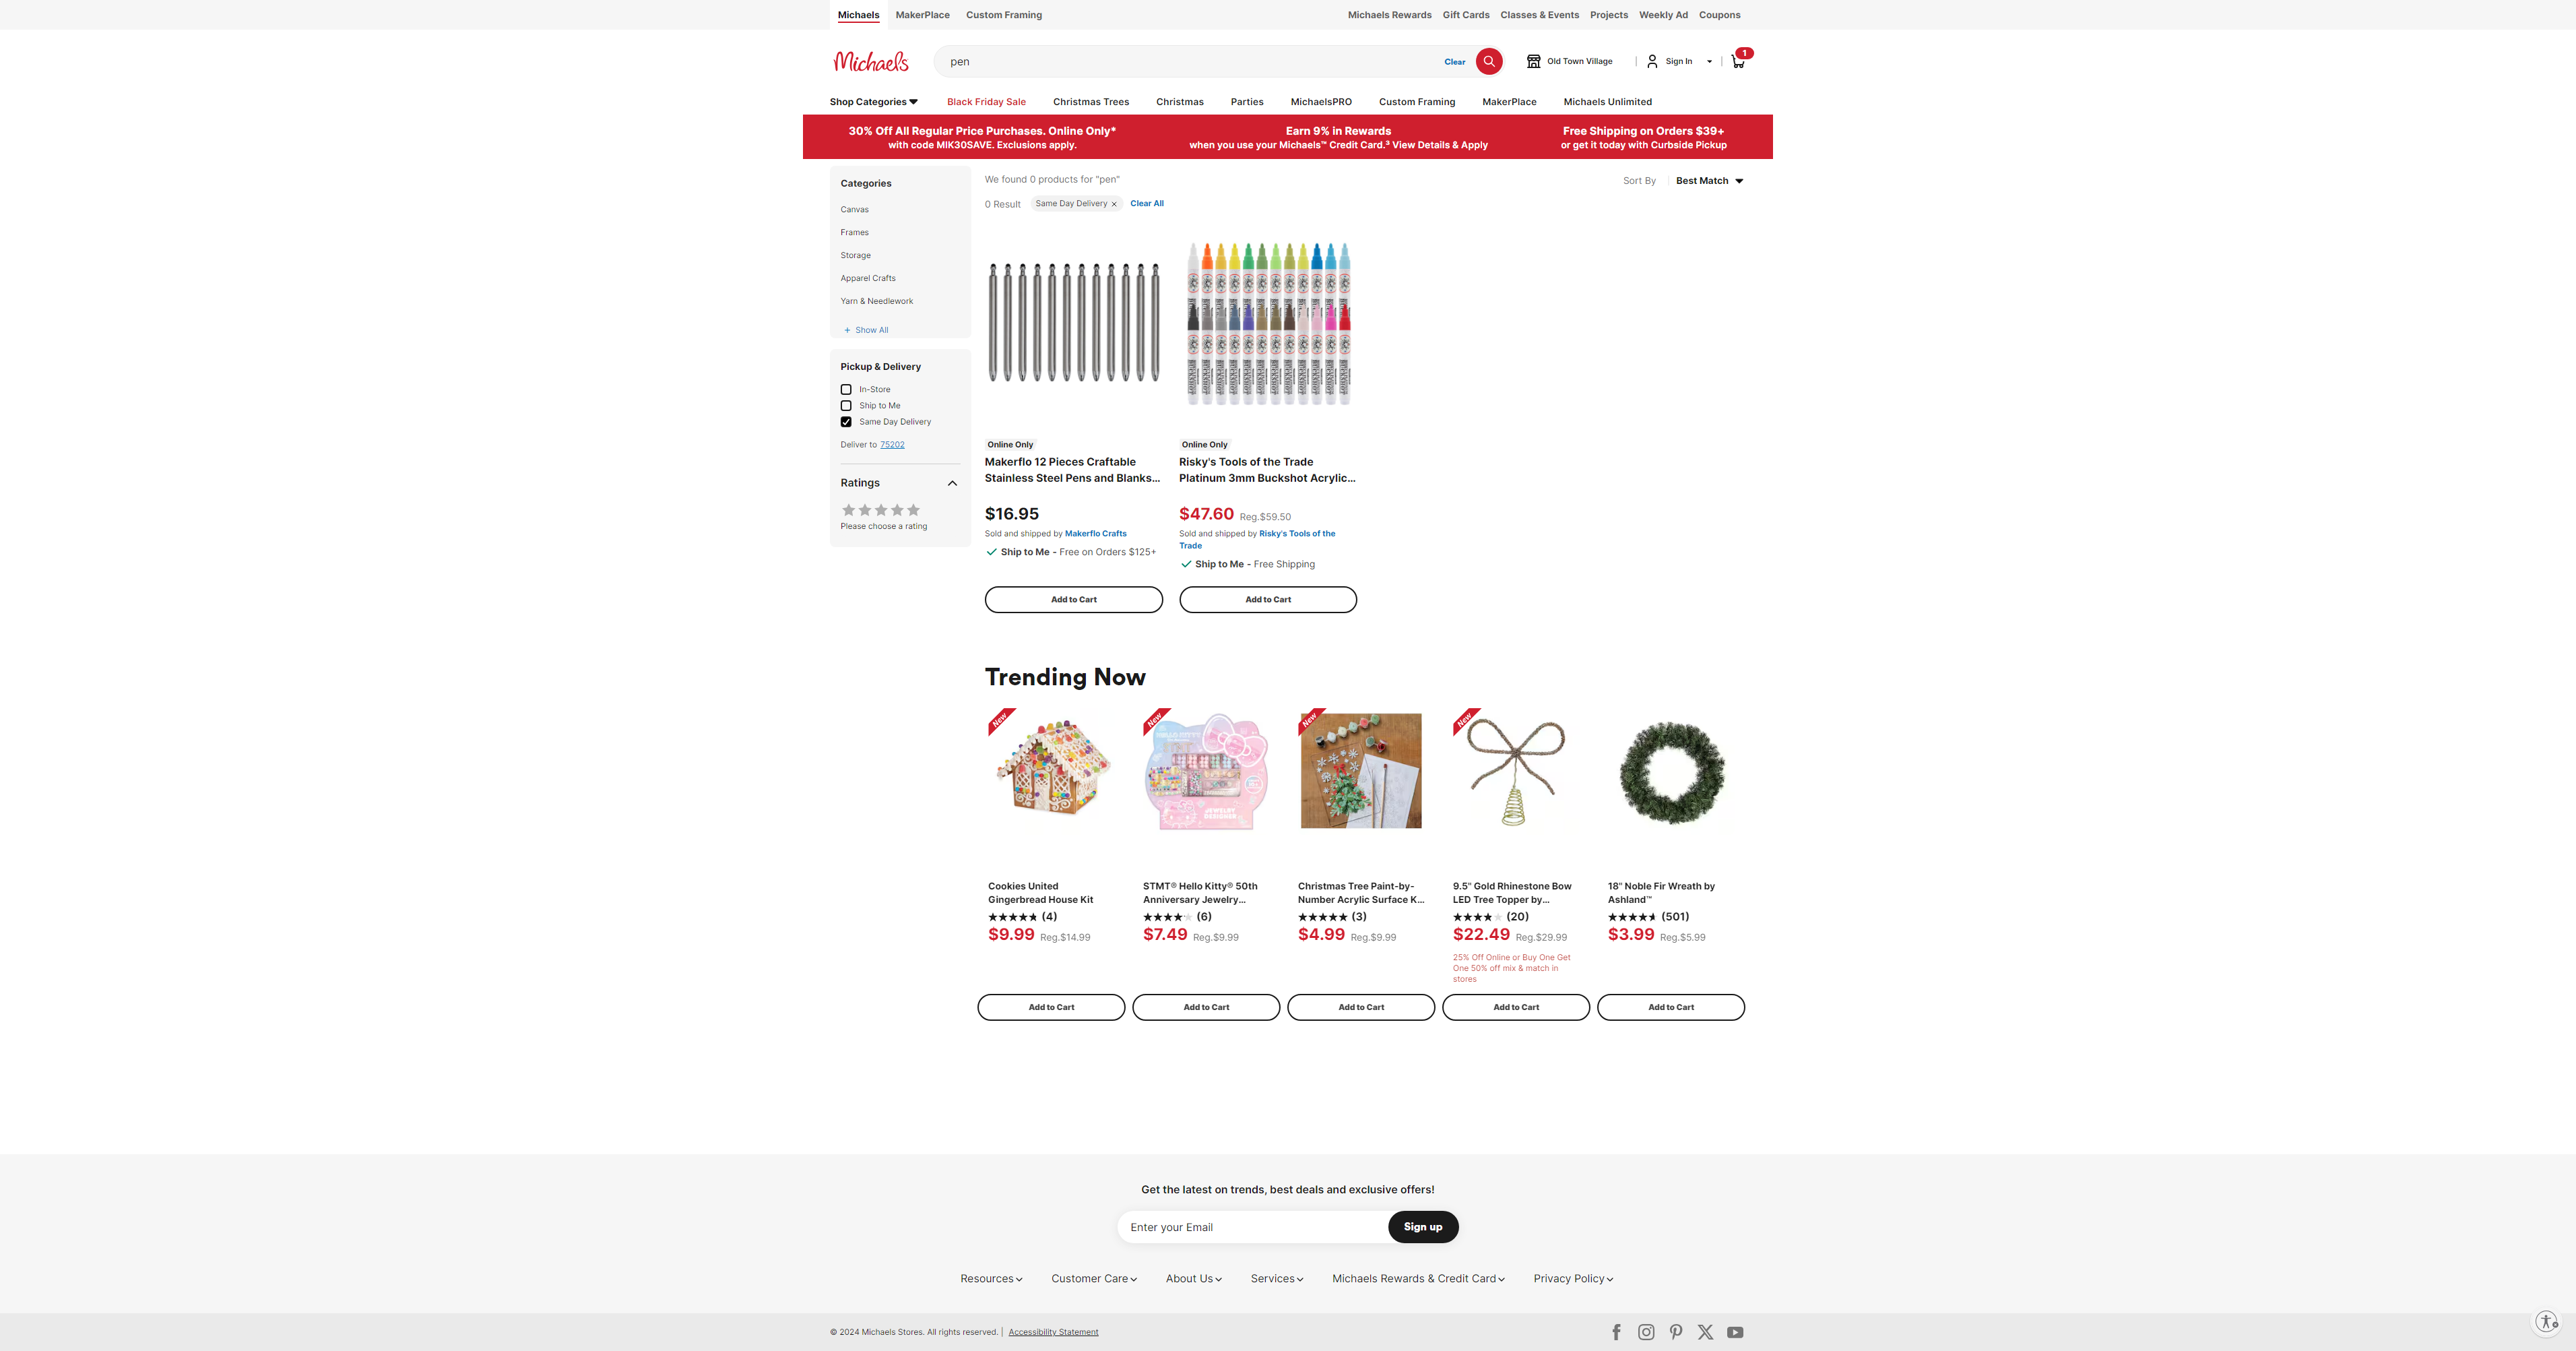 Michaels MakerPlace Custom Framing Michaels Rewards Gift Cards Classes & Events Projects Weekly Ad Coupons
Michaels pen Clear Old Town Village Sign In 1
Shop Categories Black Friday Sale Christmas Trees Christmas Parties MichaelsPRO Custom Framing MakerPlace Michaels Unlimited
30% Off All Regular Price Purchases. Online Only* Earn 9% in Rewards Free Shipping on Orders $39+
with code MIK30SAVE. Exclusions apply. when you use your Michaels™ Credit Card.³ View Details & Apply or get it today with Curbside Pickup
Categories
Canvas
Frames
Storage
Apparel Crafts
Yarn & Needlework
+ Show All
Pickup & Delivery
In-Store
Ship to Me
Same Day Delivery
Deliver to 75202
Ratings
Please choose a rating
We found 0 products for "pen"
Sort By Best Match
0 Result Same Day Delivery × Clear All
Online Only
Makerflo 12 Pieces Craftable
Stainless Steel Pens and Blanks...
$16.95
Sold and shipped by Makerflo Crafts
Ship to Me - Free on Orders $125+
Add to Cart
Online Only
Risky's Tools of the Trade
Platinum 3mm Buckshot Acrylic...
$47.60 Reg.$59.50
Sold and shipped by Risky's Tools of the
Trade
Ship to Me - Free Shipping
Add to Cart
Trending Now
New
Cookies United
Gingerbread House Kit
(4)
$9.99 Reg.$14.99
Add to Cart
New
HELLO KITTY
JEWELRY
DESIGNER
STMT® Hello Kitty® 50th
Anniversary Jewelry...
(6)
$7.49 Reg.$9.99
Add to Cart
New
Christmas Tree Paint-by-
Number Acrylic Surface K...
(3)
$4.99 Reg.$9.99
Add to Cart
New
9.5" Gold Rhinestone Bow
LED Tree Topper by...
(20)
$22.49 Reg.$29.99
25% Off Online or Buy One Get
One 50% off mix & match in
stores
Add to Cart
18" Noble Fir Wreath by
Ashland™
(501)
$3.99 Reg.$5.99
Add to Cart
Get the latest on trends, best deals and exclusive offers!
Enter your Email Sign up
Resources Customer Care About Us Services Michaels Rewards & Credit Card Privacy Policy
© 2024 Michaels Stores. All rights reserved. | Accessibility Statement